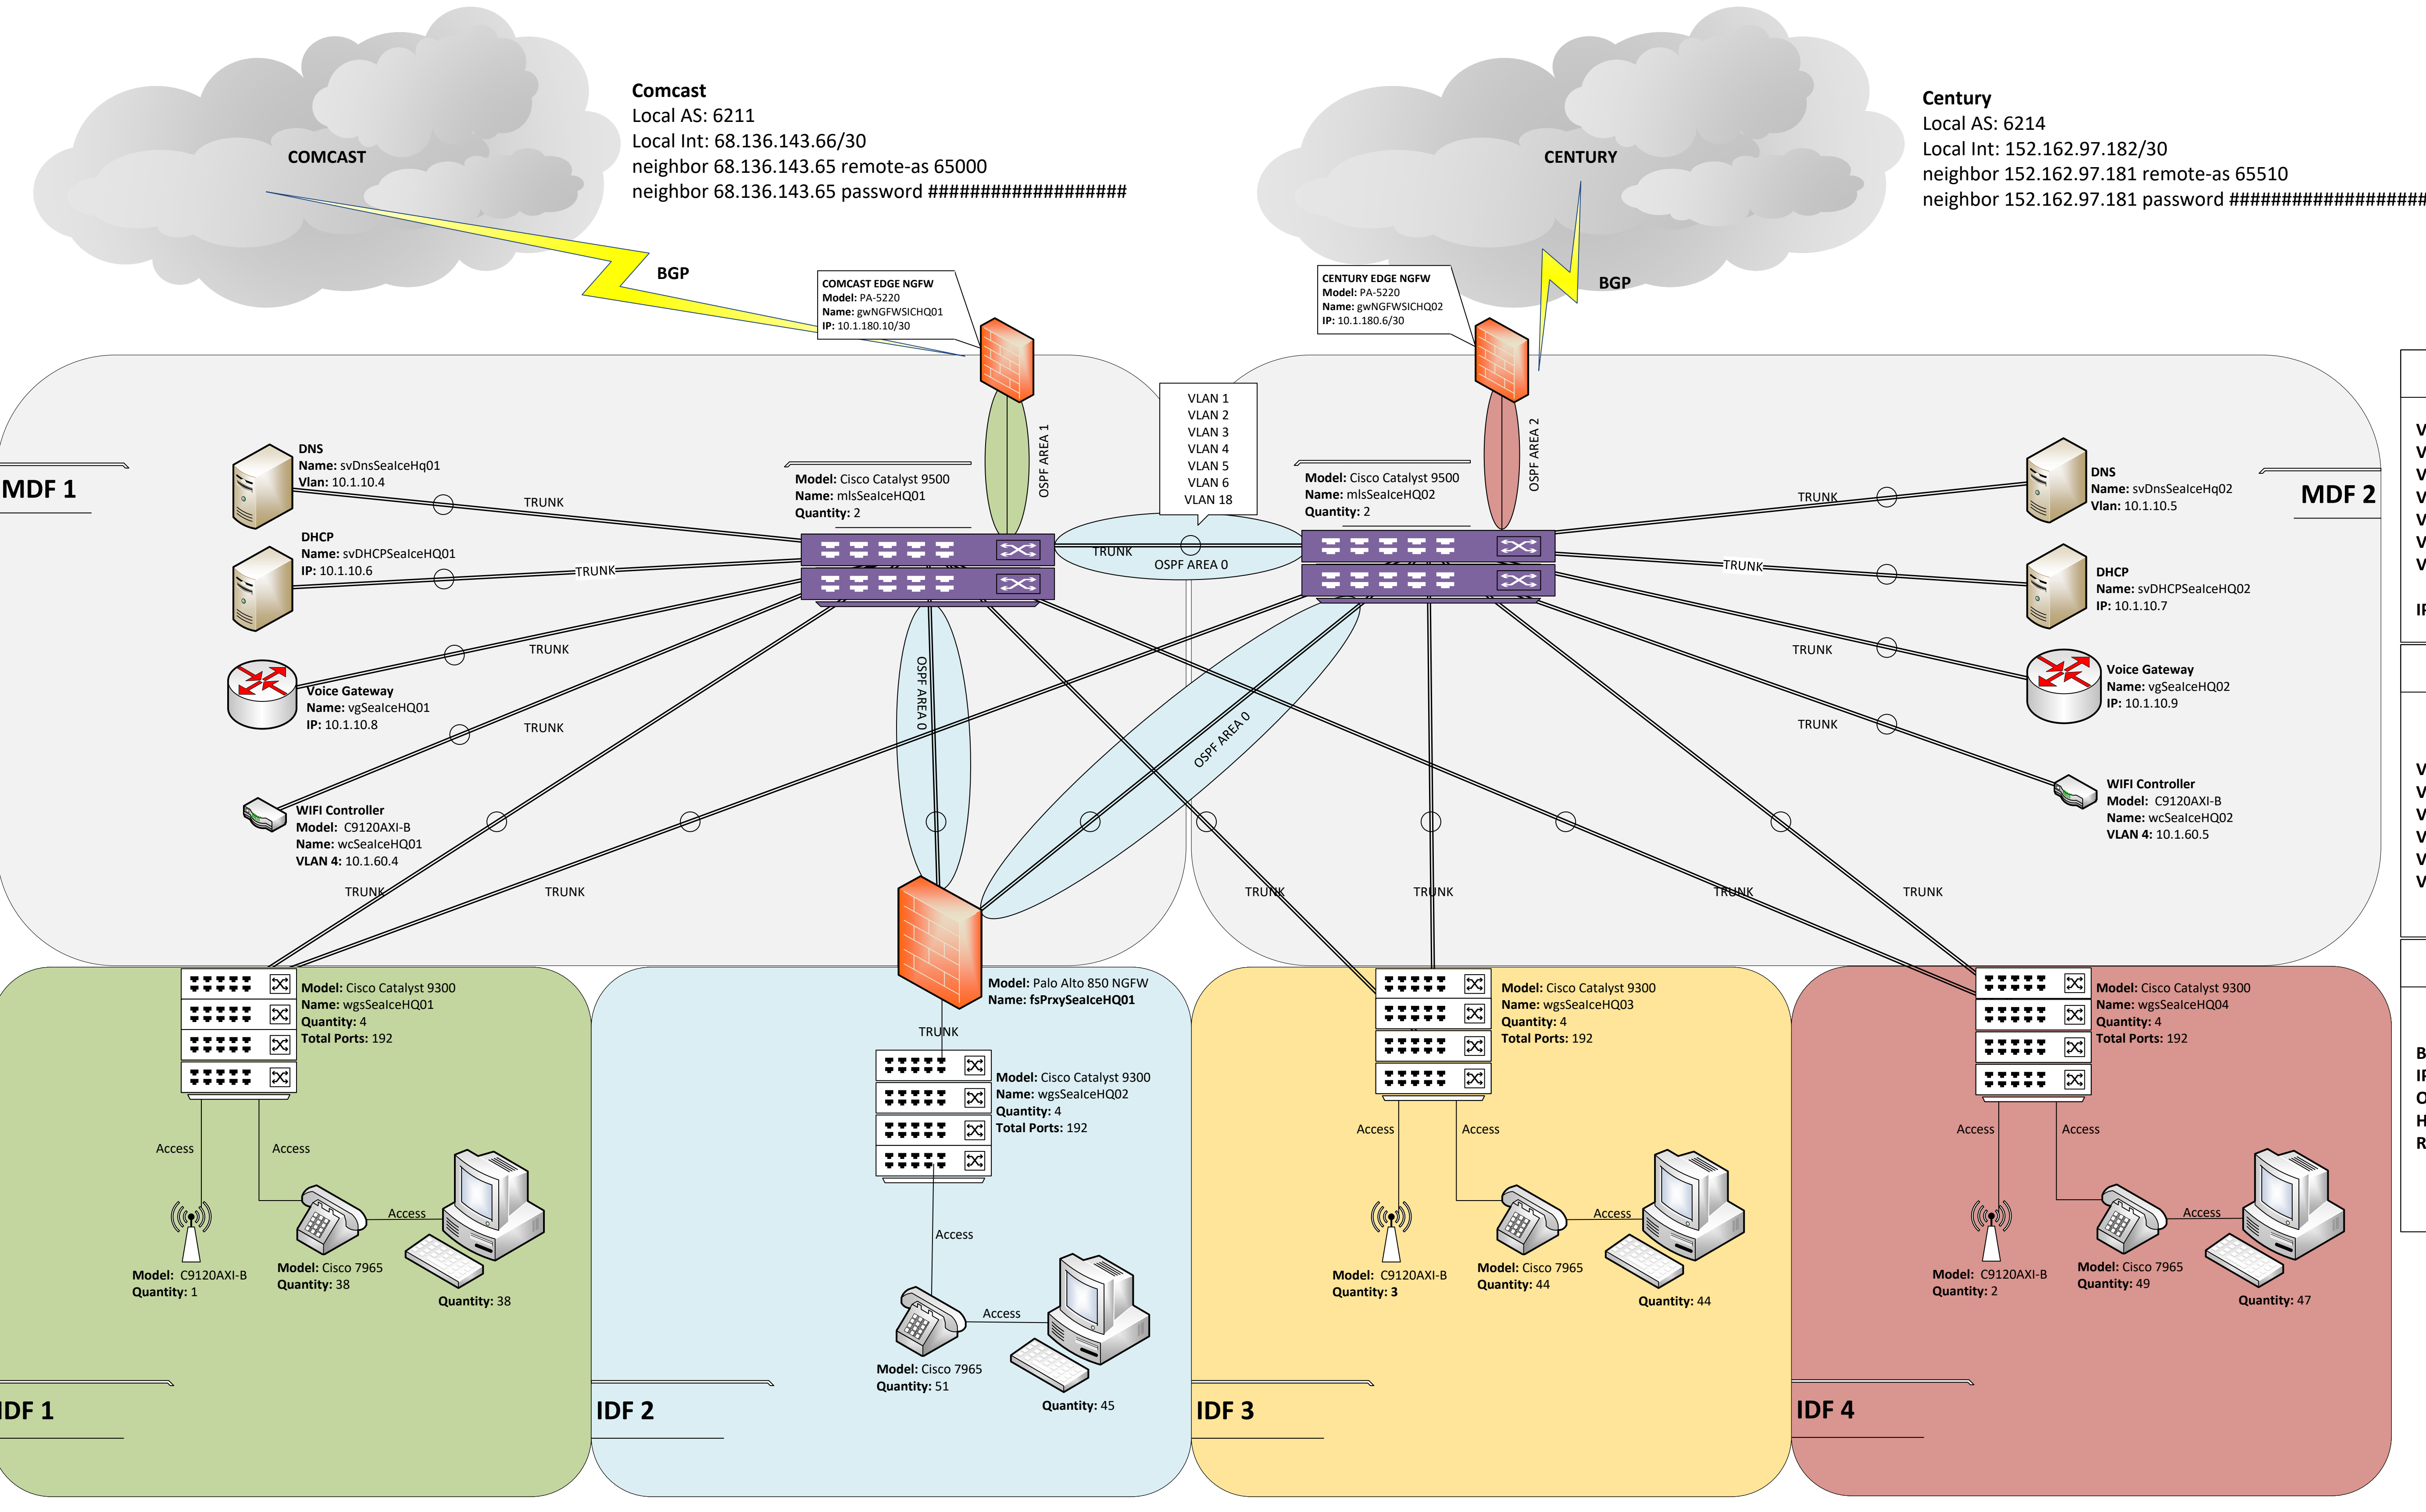 COMCAST
Comcast
Local AS: 6211
Local Int: 68.136.143.66/30
neighbor 68.136.143.65 remote-as 65000
neighbor 68.136.143.65 password ###################
BGP
CENTURY
Century
Local AS: 6214
Local Int: 152.162.97.182/30
neighbor 152.162.97.181 remote-as 65510
neighbor 152.162.97.181 password ###################
BGP
COMCAST EDGE NGFW
Model: PA-5220
Name: gwNGFWSICHQ01
IP: 10.1.180.10/30
CENTURY EDGE NGFW
Model: PA-5220
Name: gwNGFWSICHQ02
IP: 10.1.180.6/30
VLAN 1
VLAN 2
VLAN 3
VLAN 4
VLAN 5
VLAN 6
VLAN 18
OSPF AREA 1
OSPF AREA 2
MDF 1
DNS
Name: svDnsSeaIceHq01
Vlan: 10.1.10.4
TRUNK
DHCP
Name: svDHCPSeaIceHQ01
IP: 10.1.10.6
TRUNK
Voice Gateway
Name: vgSeaIceHQ01
IP: 10.1.10.8
TRUNK
WIFI Controller
Model: C9120AXI-B
Name: wcSeaIceHQ01
VLAN 4: 10.1.60.4
TRUNK
Model: Cisco Catalyst 9500
Name: mlsSeaIceHQ01
Quantity: 2
TRUNK
OSPF AREA 0
Model: Cisco Catalyst 9500
Name: mlsSeaIceHQ02
Quantity: 2
OSPF AREA 0
OSPF AREA 0
MDF 2
DNS
Name: svDnsSeaIceHq02
Vlan: 10.1.10.5
TRUNK
DHCP
Name: svDHCPSeaIceHQ02
IP: 10.1.10.7
TRUNK
Voice Gateway
Name: vgSeaIceHQ02
IP: 10.1.10.9
TRUNK
WIFI Controller
Model: C9120AXI-B
Name: wcSeaIceHQ02
VLAN 4: 10.1.60.5
TRUNK
TRUNK
TRUNK
TRUNK
TRUNK
TRUNK
TRUNK
Model: Cisco Catalyst 9300
Name: wgsSeaIceHQ01
Quantity: 4
Total Ports: 192
Access
Access
Access
Model: C9120AXI-B
Quantity: 1
Model: Cisco 7965
Quantity: 38
Quantity: 38
IDF 1
Model: Palo Alto 850 NGFW
Name: fsPrxySeaIceHQ01
TRUNK
Model: Cisco Catalyst 9300
Name: wgsSeaIceHQ02
Quantity: 4
Total Ports: 192
Access
Access
Model: Cisco 7965
Quantity: 51
Quantity: 45
IDF 2
Model: Cisco Catalyst 9300
Name: wgsSeaIceHQ03
Quantity: 4
Total Ports: 192
Access
Access
Access
Model: C9120AXI-B
Quantity: 3
Model: Cisco 7965
Quantity: 44
Quantity: 44
IDF 3
Model: Cisco Catalyst 9300
Name: wgsSeaIceHQ04
Quantity: 4
Total Ports: 192
Access
Access
Access
Model: C9120AXI-B
Quantity: 2
Model: Cisco 7965
Quantity: 49
Quantity: 47
IDF 4